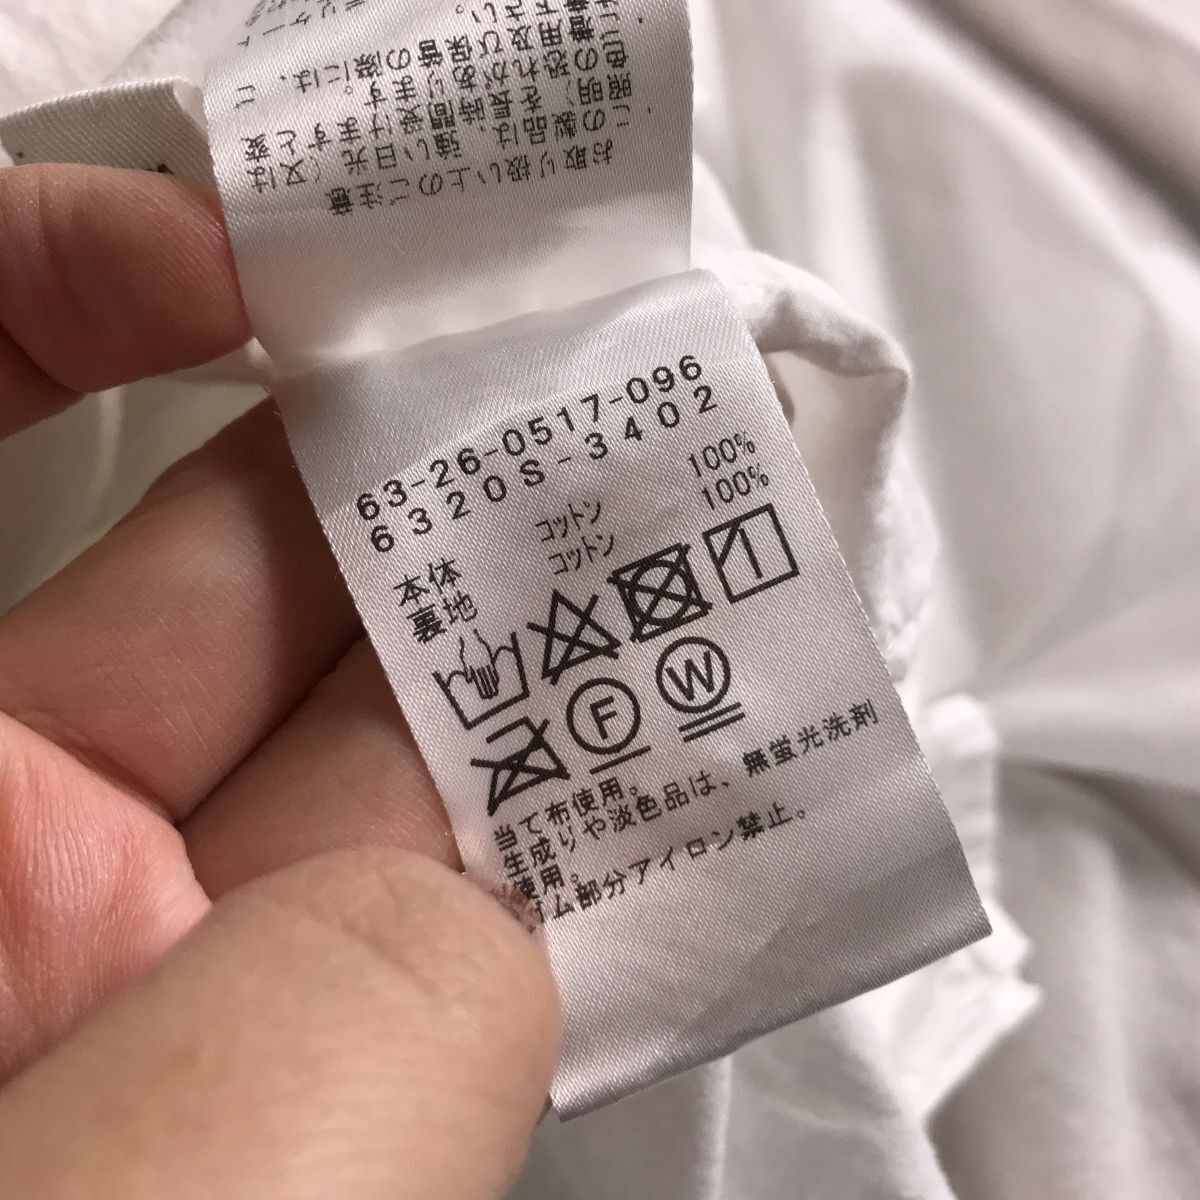 63-26-0517-096
6320S-3402
本体 コットン 100%
裏地 コットン 100%
F W
当て布使用。
生成りや淡色品は、無蛍光洗剤
使用。
ゴム部分アイロン禁止。
お取り扱い上のご注意
この製品は、強い日光(又は
照明)を長時間受けますと変
色の恐れがあります。